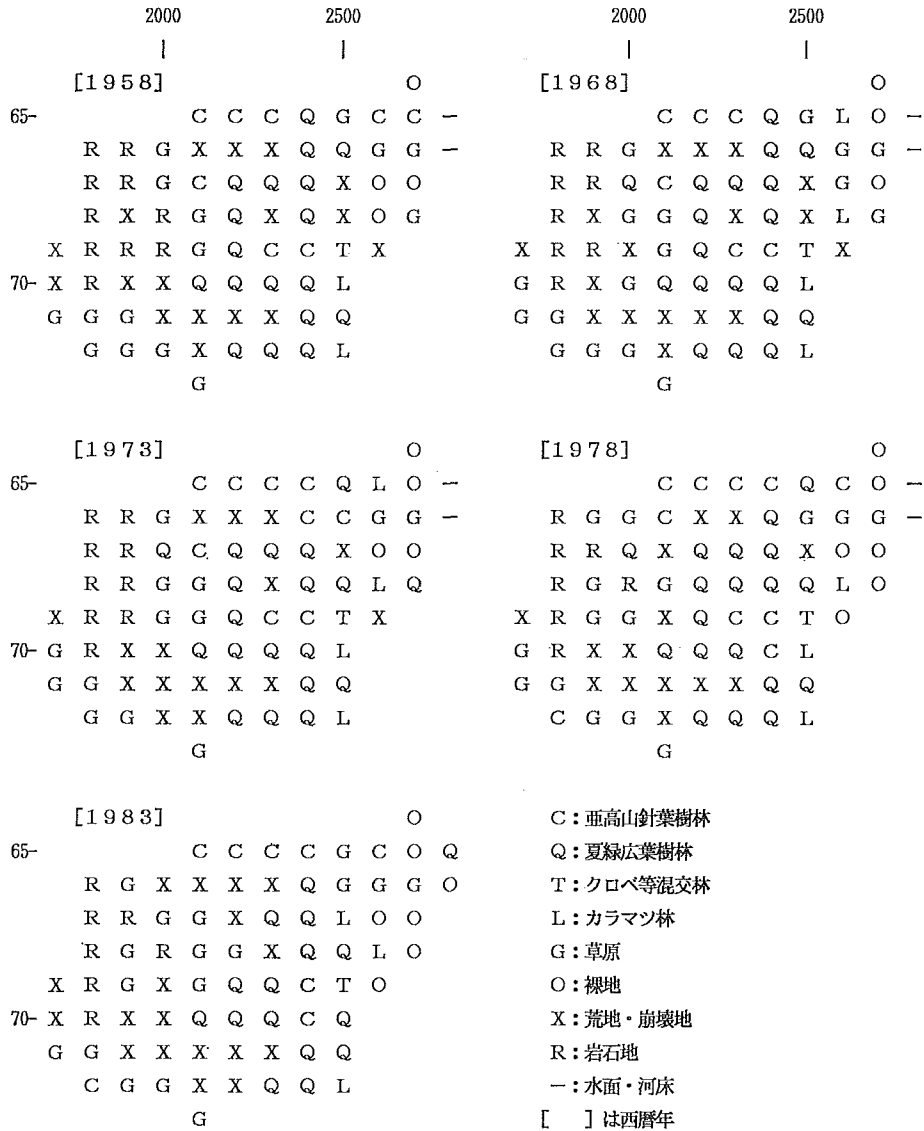 2000 2500 2000 2500
| | | |
[1958] O [1968] O
65- C C C Q G C C － C C C Q G L O －
R R G X X X Q Q G G － R R G X X X Q Q G G －
R R G C Q Q Q X O O R R Q C Q Q Q X G O
R X R G Q X Q X O G R X G G Q X Q X L G
X R R R G Q C C T X X R R X G Q C C T X
70- X R X X Q Q Q Q L G R X G Q Q Q Q L
G G G X X X X Q Q G G X X X X X Q Q
G G G X Q Q Q L G G G X Q Q Q L
G G
[1973] O [1978] O
65- C C C C Q L O － C C C C Q C O －
R R G X X X C C G G － R G G C X X Q G G G －
R R Q C Q Q Q X O O R R Q X Q Q Q X O O
R R G G Q X Q Q L Q R G R G Q Q Q Q L O
X R R G G Q C C T X X R G G X Q C C T O
70- G R X X Q Q Q Q L G R X X Q Q Q C L
G G X X X X X Q Q G G X X X X X Q Q
G G X X Q Q Q L C G G X Q Q Q L
G G
[1983] O C：亜高山針葉樹林
65- C C C C G C O Q Q：夏緑広葉樹林
R G X X X X Q G G G O T：クロベ等混交林
R R G G X Q Q L O O L：カラマツ林
R G R G G X Q Q L O G：草原
X R G X G Q Q C T O O：裸地
70- X R X X Q Q Q C Q X：荒地・崩壊地
G G X X X X X Q Q R：岩石地
C G G X X Q Q L －：水面・河床
G [ ] は西暦年